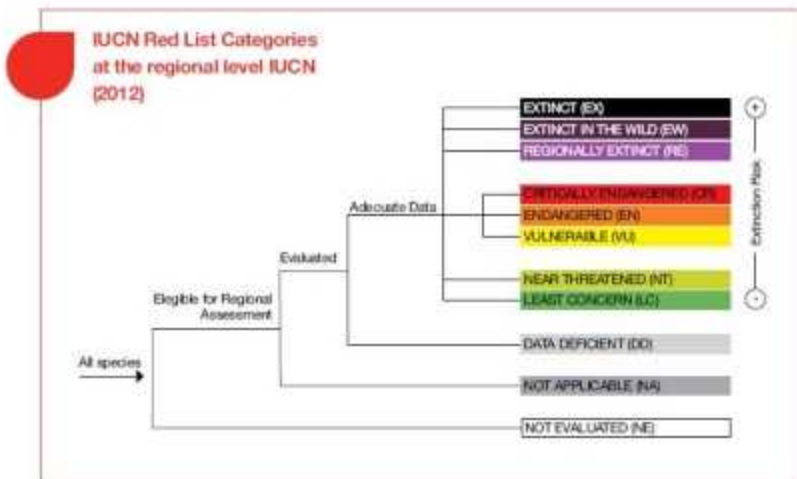 IUCN Red List Categories
at the regional level IUCN
(2012)
EXTINCT (EX)
EXTINCT IN THE WILD (EW)
REGIONALLY EXTINCT (RE)
CRITICALLY ENDANGERED (CR)
Adequate Data
ENDANGERED (EN)
VULNERABLE (VU)
Extinction Risk
+
-
Evaluated
NEAR THREATENED (NT)
Elegible for Regional
Assessment
LEAST CONCERN (LC)
DATA DEFICIENT (DD)
All species
NOT APPLICABLE (NA)
NOT EVALUATED (NE)